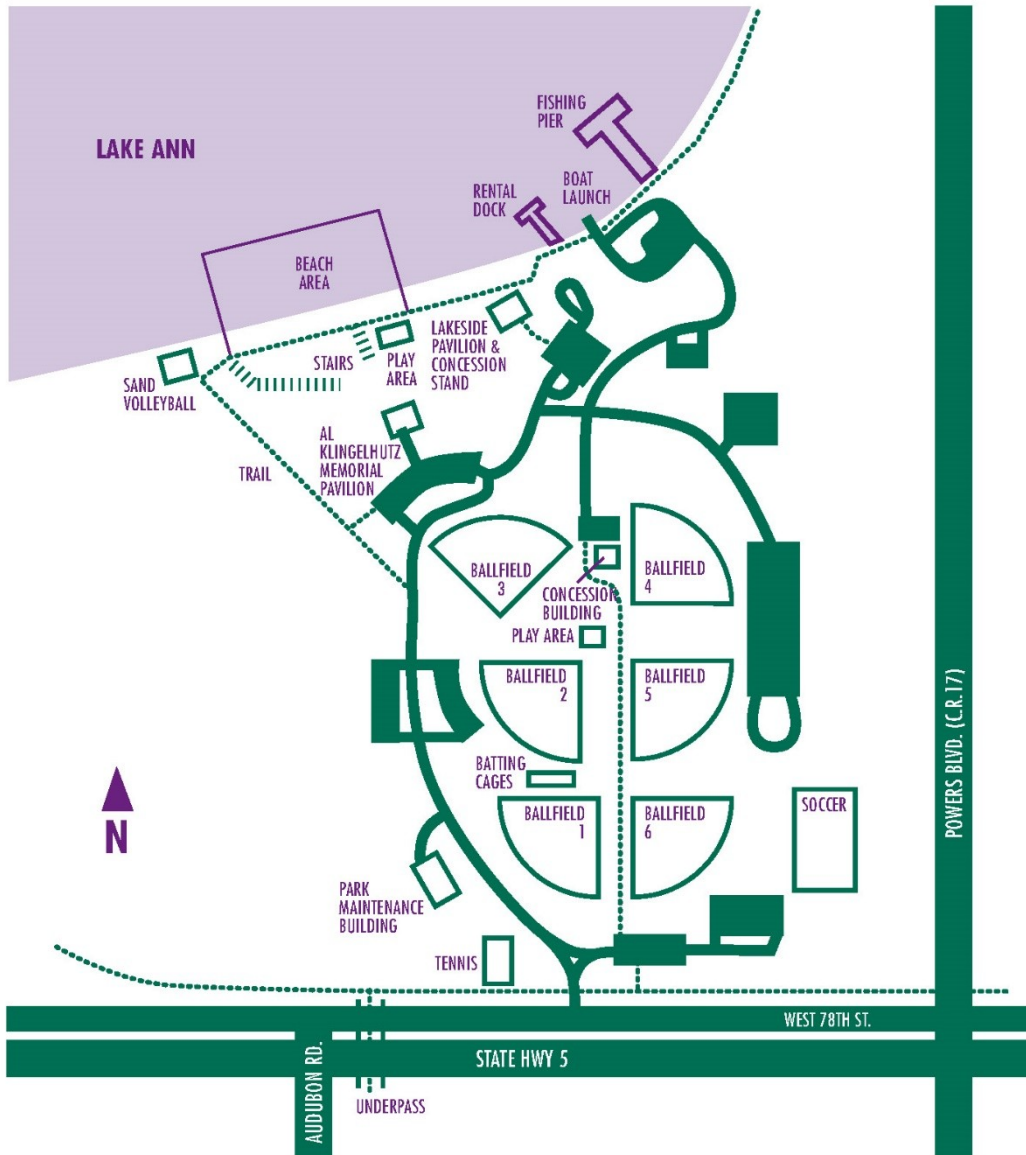 FISHING
PIER
LAKE ANN
RENTAL
DOCK
BOAT
LAUNCH
BEACH
AREA
STAIRS
PLAY
AREA
LAKESIDE
PAVILION &
CONCESSION
STAND
SAND
VOLLEYBALL
AL
KLINGELHUTZ
MEMORIAL
PAVILION
TRAIL
BALLFIELD
3
BALLFIELD
4
CONCESSION
BUILDING
PLAY AREA
BALLFIELD
2
BALLFIELD
5
BATTING
CAGES
BALLFIELD
1
BALLFIELD
6
SOCCER
POWERS BLVD. (C.R.17)
N
PARK
MAINTENANCE
BUILDING
TENNIS
WEST 78TH ST.
STATE HWY 5
AUDUBON RD.
UNDERPASS